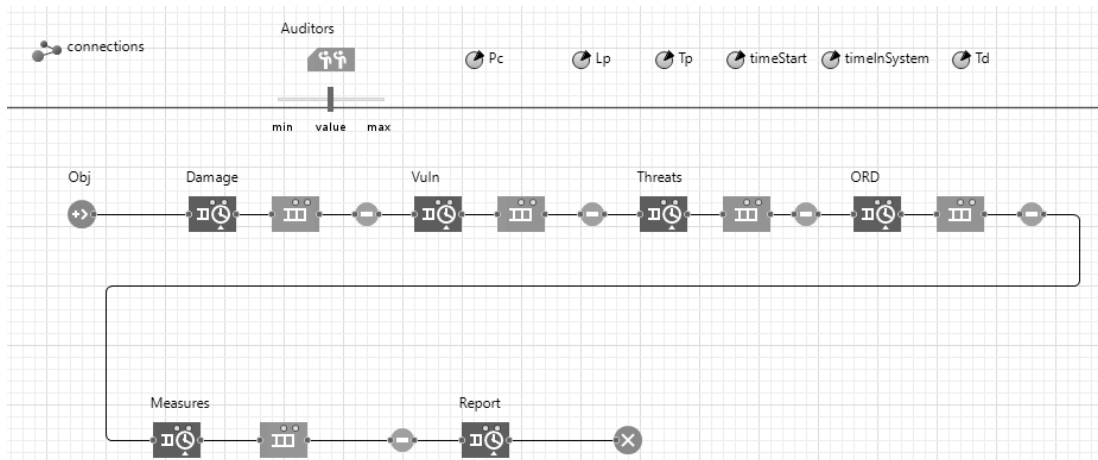 Auditors
connections
Pc
Lp
Tp
timeStart
timeInSystem
Td
min value max
Obj
Damage
Vuln
Threats
ORD
Measures
Report